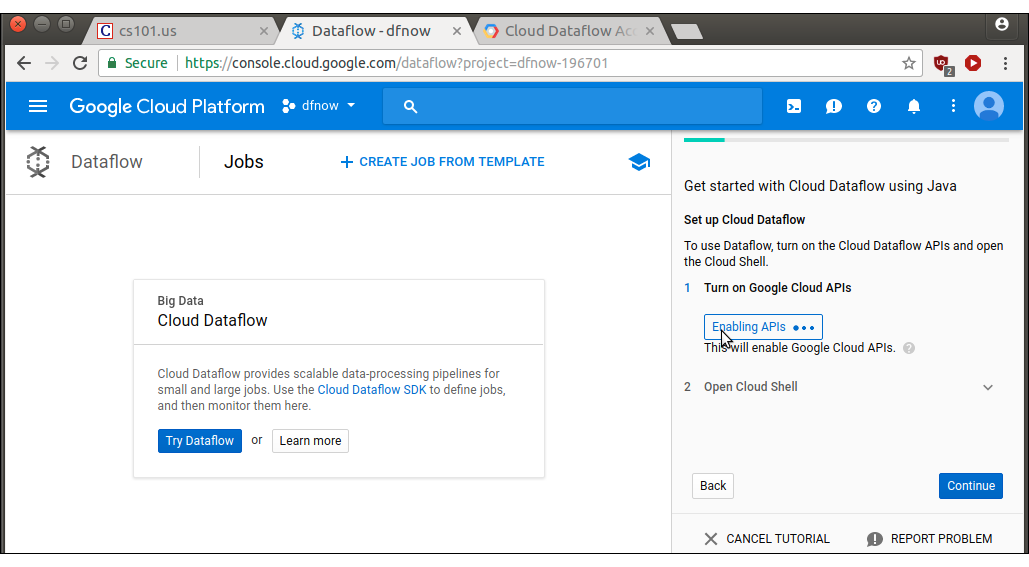 cs101.us
Dataflow - dfnow
Cloud Dataflow Acc
Secure
https://console.cloud.google.com/dataflow?project=dfnow-196701
2
Google Cloud Platform
dfnow
Dataflow
Jobs
CREATE JOB FROM TEMPLATE
Big Data
Cloud Dataflow
Cloud Dataflow provides scalable data-processing pipelines for
small and large jobs. Use the Cloud Dataflow SDK to define jobs,
and then monitor them here.
Try Dataflow or Learn more
Get started with Cloud Dataflow using Java
Set up Cloud Dataflow
To use Dataflow, turn on the Cloud Dataflow APIs and open
the Cloud Shell.
1 Turn on Google Cloud APIs
Enabling APIs
This will enable Google Cloud APIs.
2 Open Cloud Shell
Back
Continue
CANCEL TUTORIAL
REPORT PROBLEM